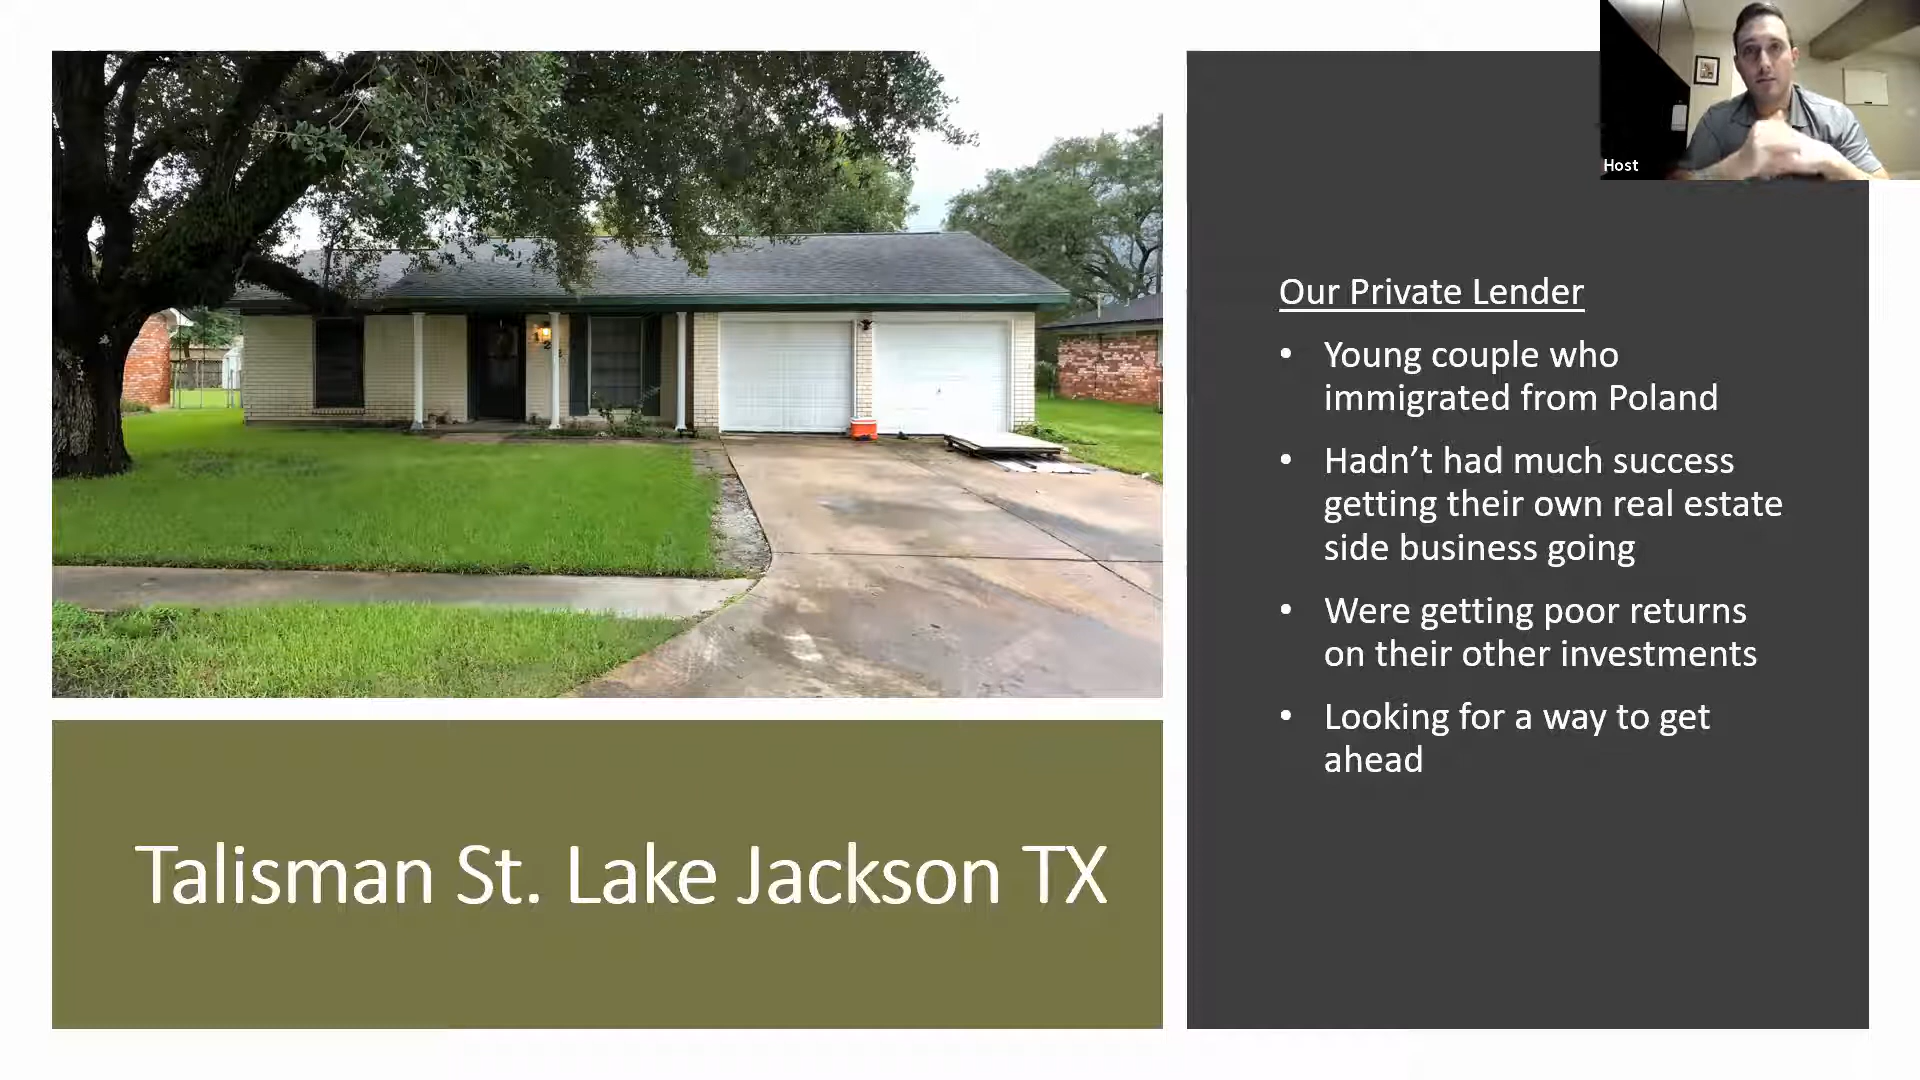 Host
Our Private Lender
• Young couple who
immigrated from Poland
• Hadn’t had much success
getting their own real estate
side business going
• Were getting poor returns
on their other investments
• Looking for a way to get
ahead
Talisman St. Lake Jackson TX